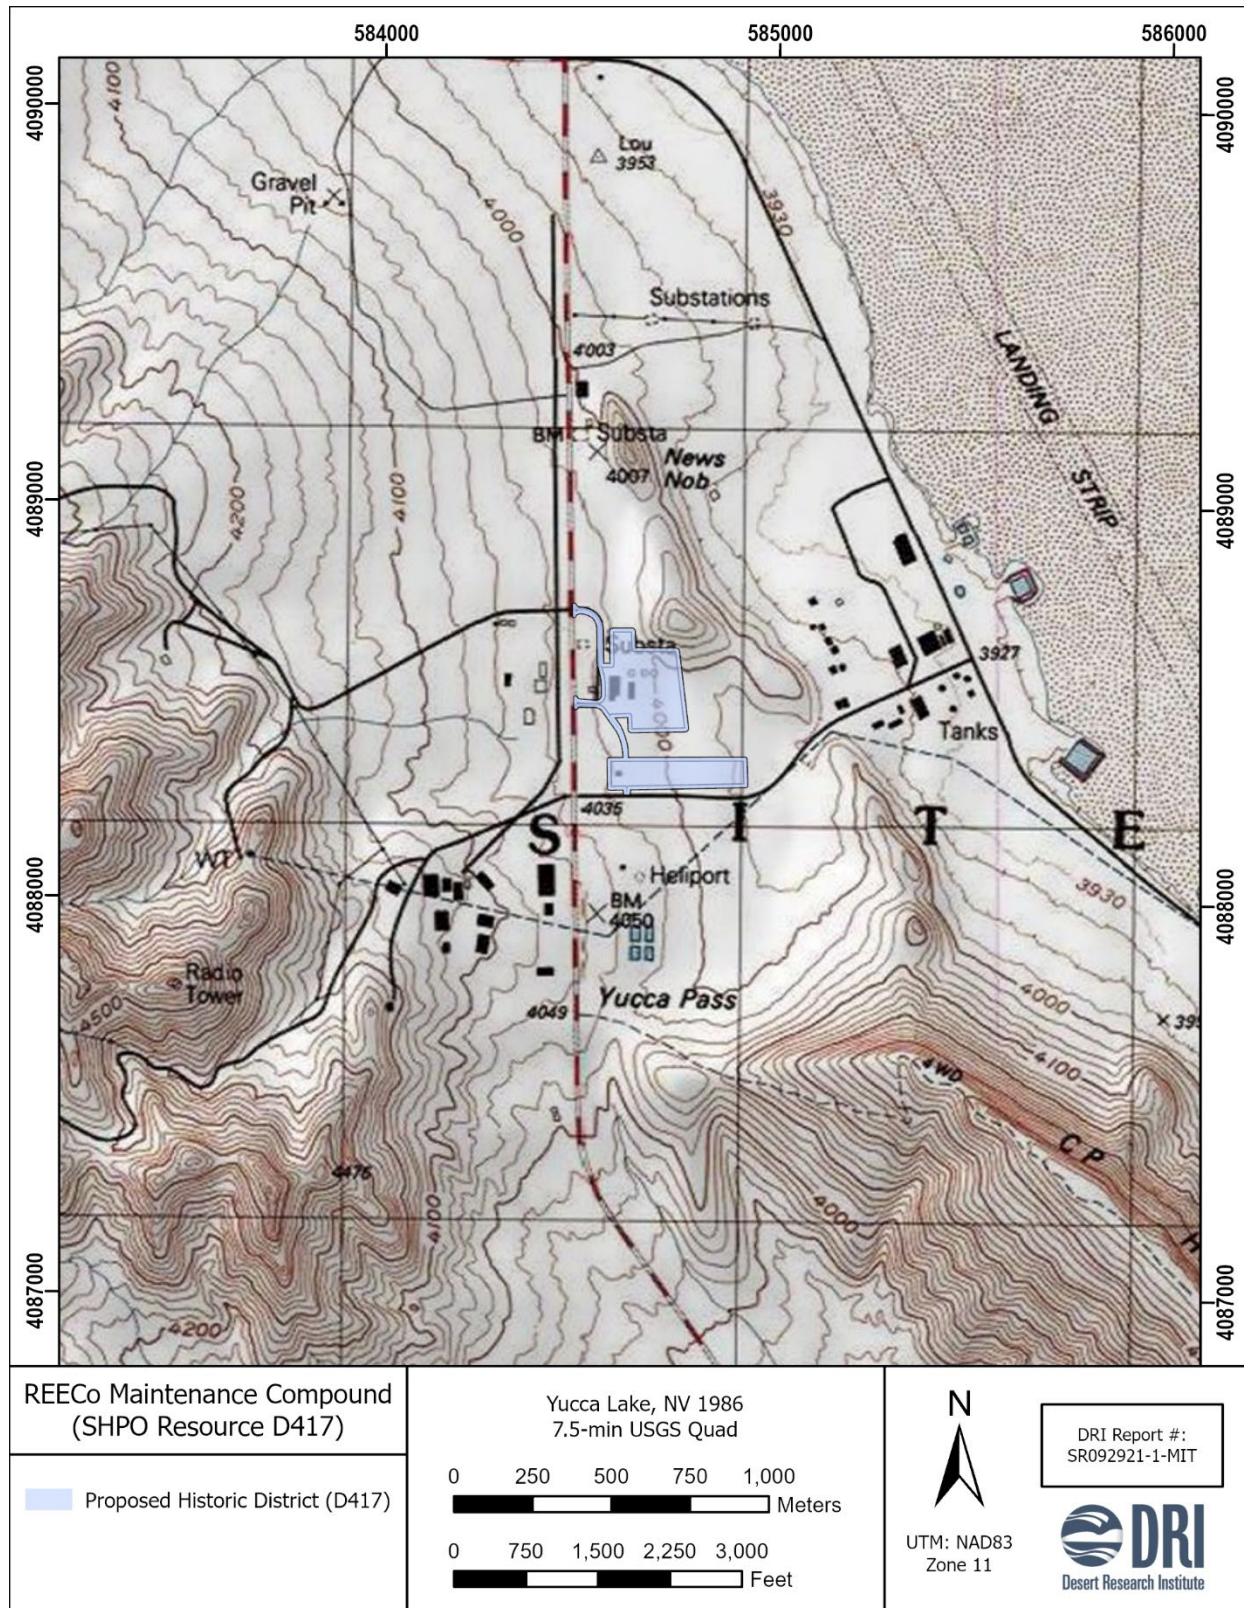 584000
585000
586000
4090000
4090000
4100
Lou
3953
Gravel
Pit
4000
3930
Substations
4003
LANDING
STRIP
BM
Substa
4007
News
Nob
4089000
4089000
4200
4100
Substa
4000
3927
Tanks
4035
S I T E
WT
Heliport
BM
4050
4088000
4088000
3930
Radio
Tower
4500
4049
Yucca Pass
4000
4100
4WD
CP
4476
4100
4000
H
4087000
4087000
4200
REECo Maintenance Compound
(SHPO Resource D417)
Proposed Historic District (D417)
Yucca Lake, NV 1986
7.5-min USGS Quad
0 250 500 750 1,000
Meters
0 750 1,500 2,250 3,000
Feet
N
UTM: NAD83
Zone 11
DRI Report #:
SR092921-1-MIT
DRI
Desert Research Institute